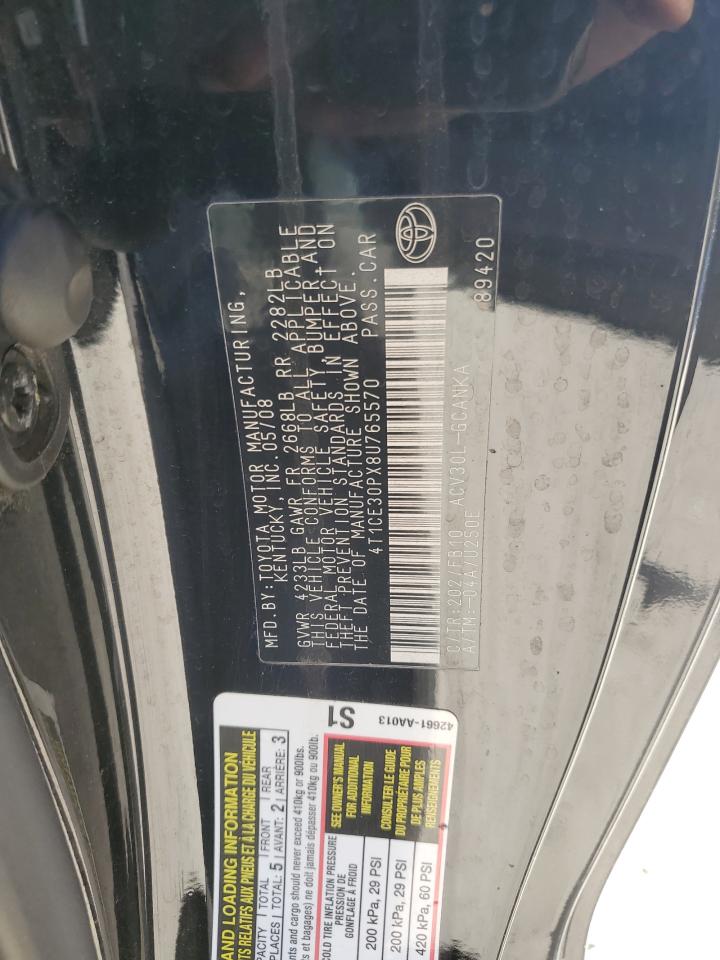 MFD.BY:TOYOTA MOTOR MANUFACTURING,
KENTUCKY, INC. 05/08
GVWR 4233LB GAWR FR 2668LB RR 2282LB
THIS VEHICLE CONFORMS TO ALL APPLICABLE
FEDERAL MOTOR VEHICLE SAFETY,BUMPER,AND
THEFT PREVENTION STANDARDS IN EFFECT ON
THE DATE OF MANUFACTURE SHOWN ABOVE.
4T1CE30PX8U765570 PASS.CAR
C/TR:202/FB10 ACV30L-GCANKA
A/TM:-04A/U250E 89420
AND LOADING INFORMATION
RELATIFS AUX PNEUS ET À LA CHARGE DU VÉHICULE
TOTAL FRONT REAR
TOTAL: 5 AVANT: 2 ARRIÈRE: 3
and cargo should never exceed 410kg or 900lbs.
et bagages) ne doit jamais dépasser 410kg ou 900lb.
COLD TIRE INFLATION PRESSURE
PRESSION DE
GONFLAGE À FROID
200 kPa, 29 PSI
200 kPa, 29 PSI
420 kPa, 60 PSI
SEE OWNER'S MANUAL
FOR ADDITIONAL
INFORMATION
CONSULTER LE GUIDE
DU PROPRIÉTAIRE POUR
DE PLUS AMPLES
RENSEIGNEMENTS
S1
42661-AA013